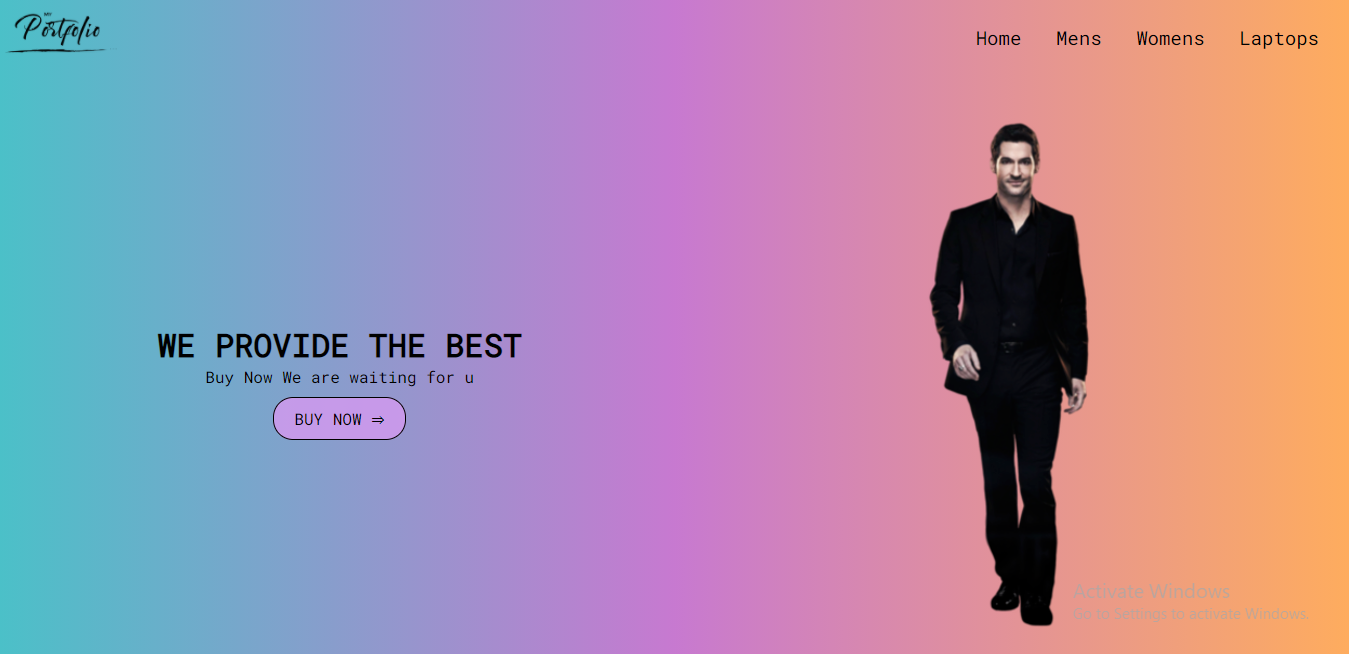 MY
Portfolio
Home Mens Womens Laptops
WE PROVIDE THE BEST
Buy Now We are waiting for u
BUY NOW ⇒
Activate Windows
Go to Settings to activate Windows.